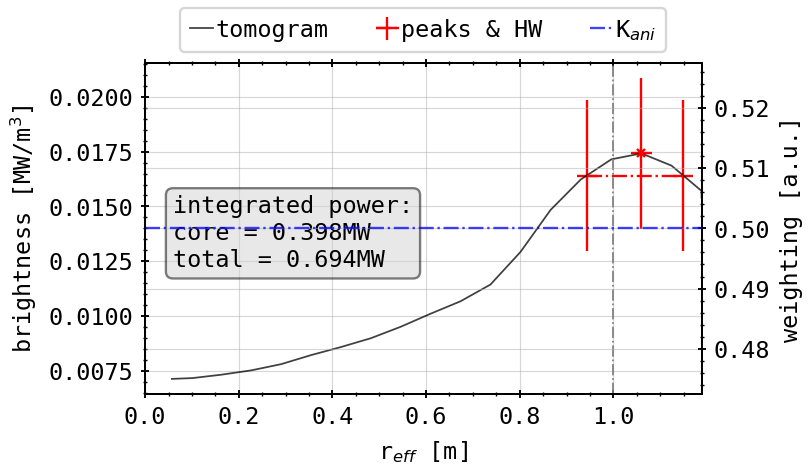 tomogram peaks & HW K_ani
brightness [MW/m³]
0.0200
0.0175
0.0150
0.0125
0.0100
0.0075
integrated power:
core = 0.398MW
total = 0.694MW
0.52
0.51
0.50
0.49
0.48
weighting [a.u.]
0.0 0.2 0.4 0.6 0.8 1.0
r_eff [m]